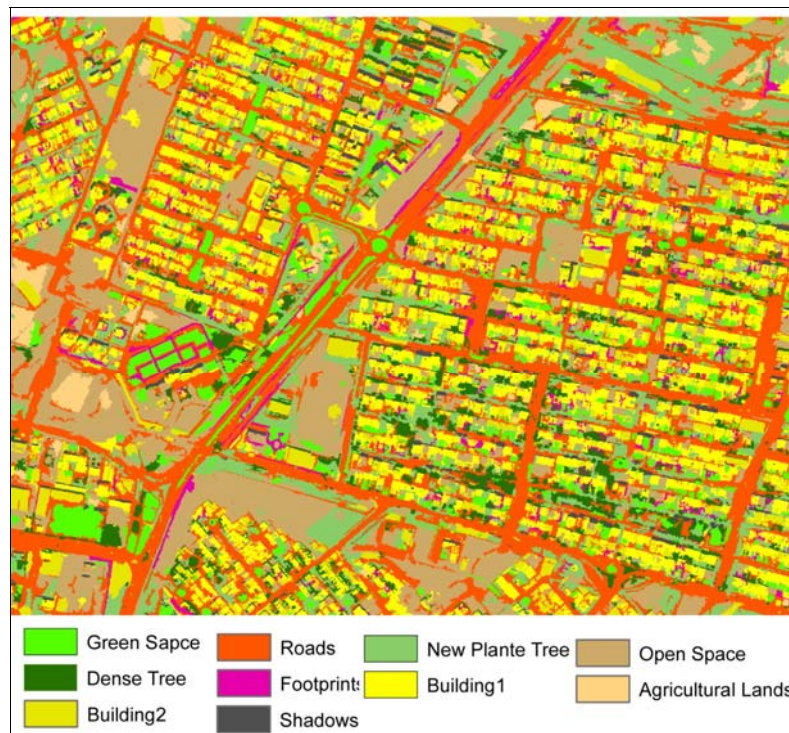 Green Sapce
Roads
New Plante Tree
Open Space
Dense Tree
Footprints
Building1
Agricultural Lands
Building2
Shadows